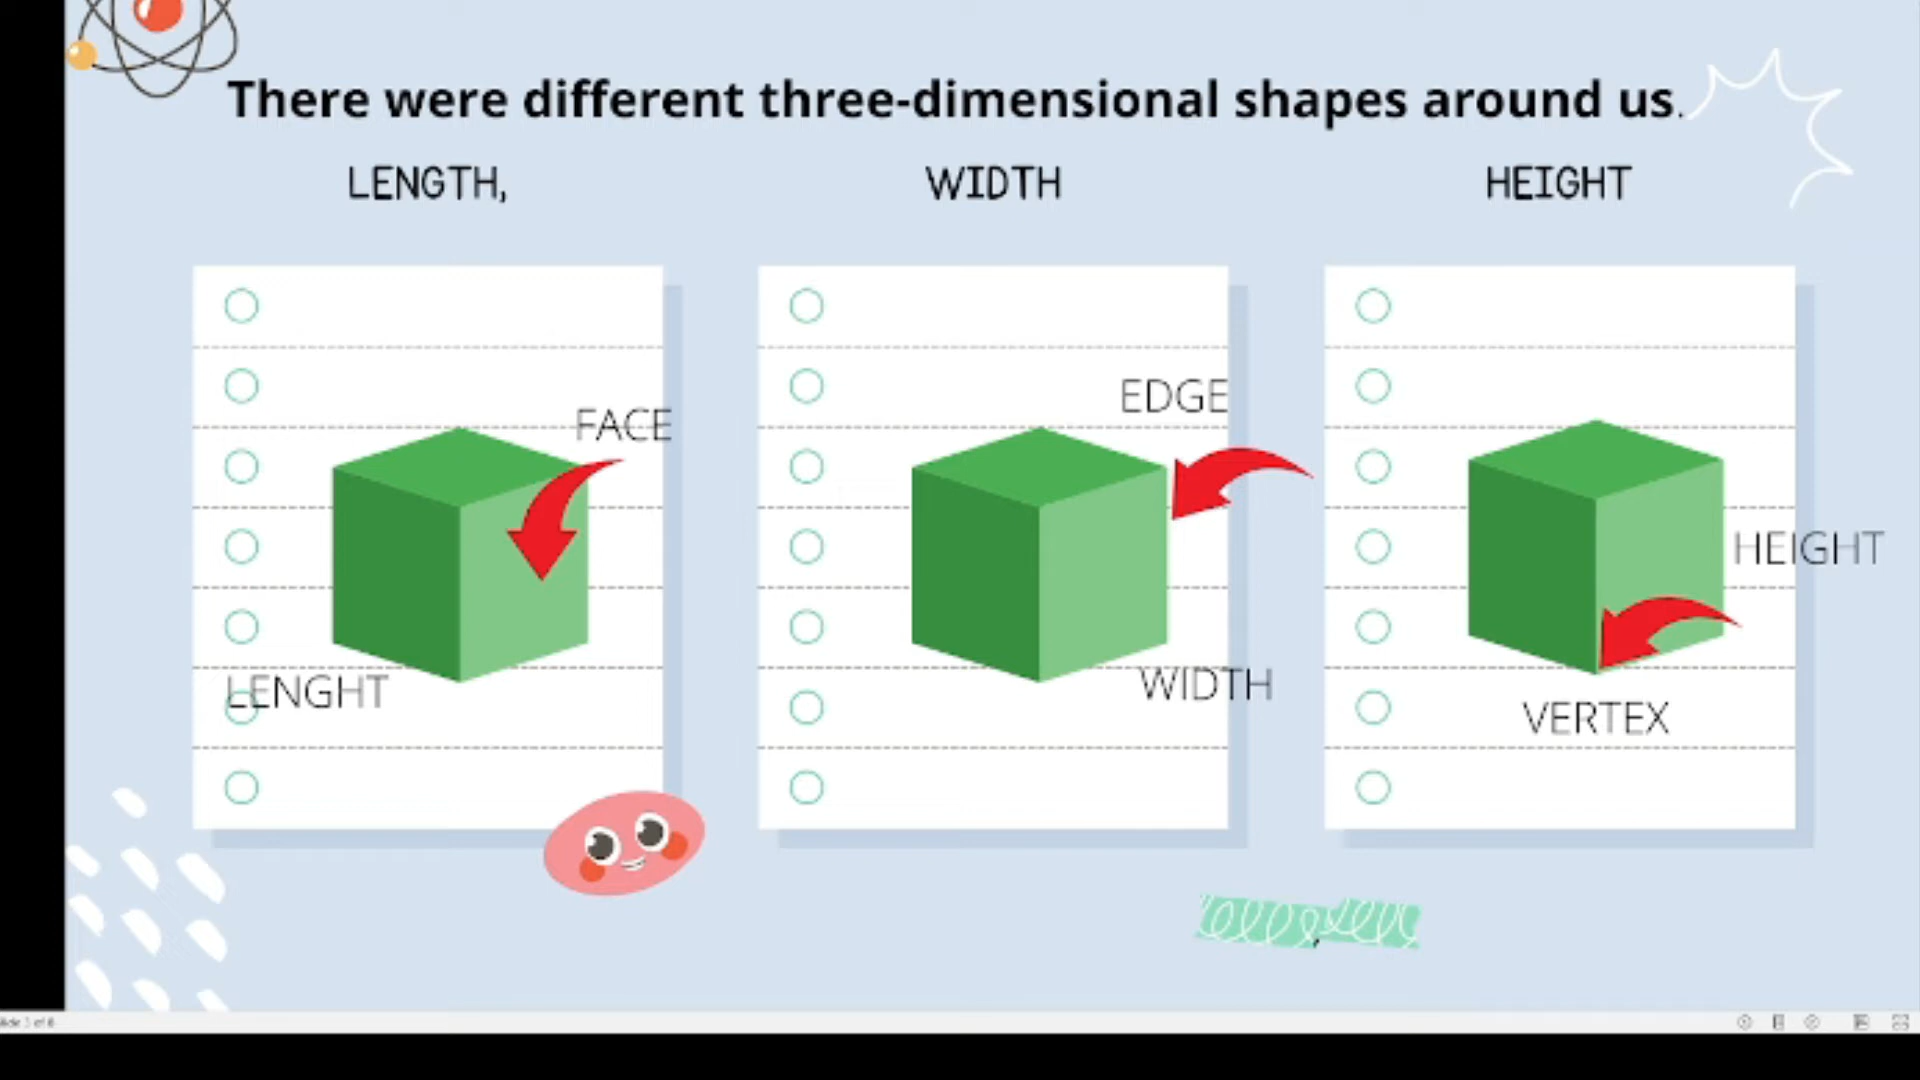 There were different three-dimensional shapes around us.
LENGTH,
WIDTH
HEIGHT
FACE
LENGHT
EDGE
WIDTH
HEIGHT
VERTEX